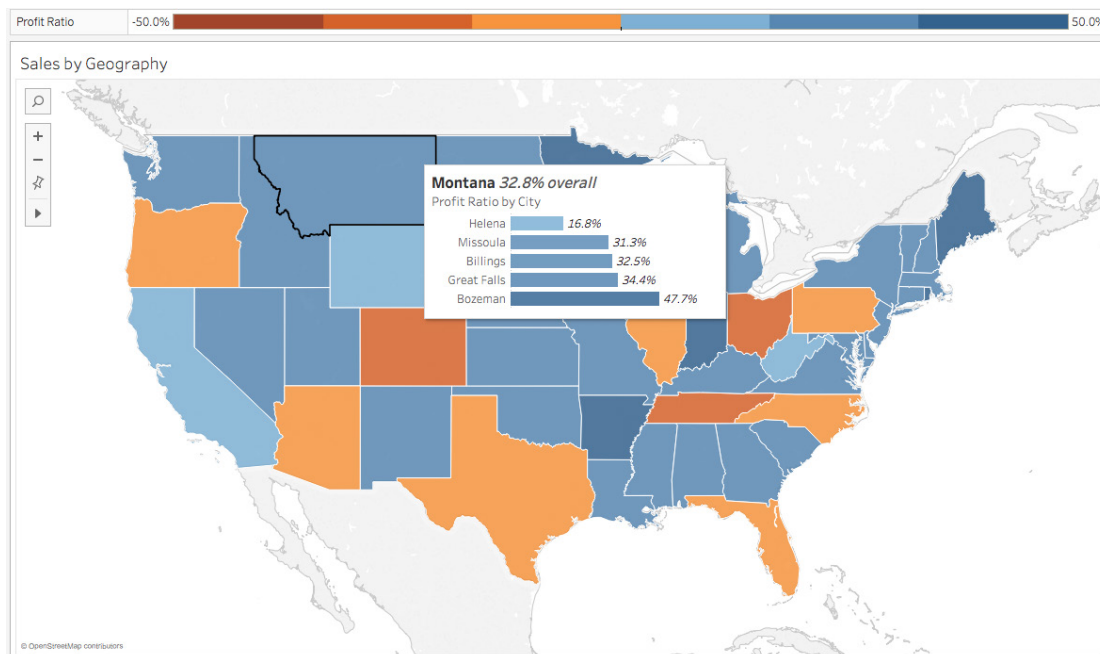 Profit Ratio -50.0% 50.0%
Sales by Geography
Montana 32.8% overall
Profit Ratio by City
Helena 16.8%
Missoula 31.3%
Billings 32.5%
Great Falls 34.4%
Bozeman 47.7%
© OpenStreetMap contributors